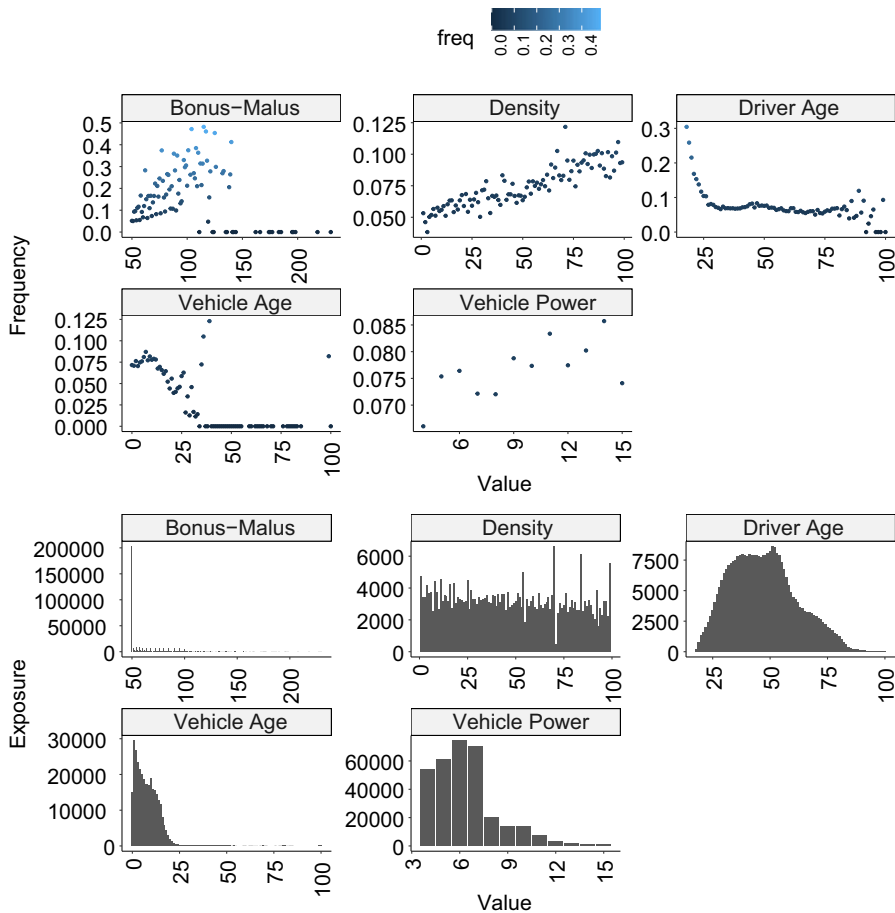 freq
0.0 0.1 0.2 0.3 0.4
Bonus−Malus Density Driver Age
0.5 0.4 0.3 0.2 0.1 0.0
50 100 150 200
0.125 0.100 0.075 0.050
0 25 50 75 100
0.3 0.2 0.1 0.0
25 50 75 100
Frequency
Vehicle Age Vehicle Power
0.125 0.100 0.075 0.050 0.025 0.000
0 25 50 75 100
0.085 0.080 0.075 0.070
6 9 12 15
Value
Bonus−Malus Density Driver Age
200000 150000 100000 50000 0
50 100 150 200
6000 4000 2000 0
0 25 50 75 100
7500 5000 2500 0
25 50 75 100
Exposure
Vehicle Age Vehicle Power
30000 20000 10000 0
0 25 50 75 100
60000 40000 20000 0
3 6 9 12 15
Value